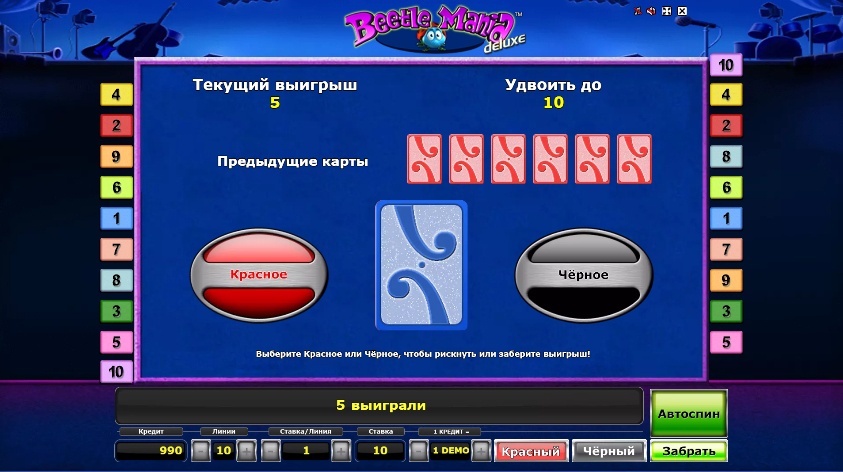 Beetle Mania™
deluxe
10
Текущий выигрыш
5
Удвоить до
10
Предыдущие карты
4
2
9
6
1
7
8
3
5
10
4
2
8
6
1
7
9
3
5
Красное
Чёрное
Выберите Красное или Чёрное, чтобы рискнуть или заберите выигрыш!
5 выиграли
Автоспин
Кредит
Линии
Ставка/Линия
Ставка
1 КРЕДИТ =
990
- 10 +
- 1 +
10
- 1 DEMO +
Красный
Чёрный
Забрать